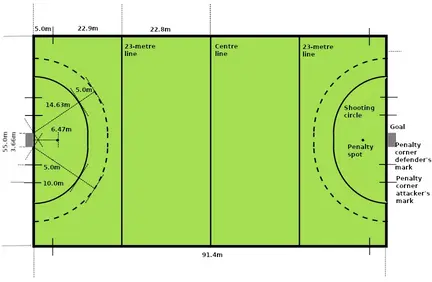 5.0m
22.9m
22.8m
23-metre
line
Centre
line
23-metre
line
5.0m
14.63m
Shooting
circle
6.47m
Goal
55.0m
3.66m
Penalty
spot
Penalty
corner
defender's
mark
5.0m
10.0m
Penalty
corner
attacker's
mark
91.4m